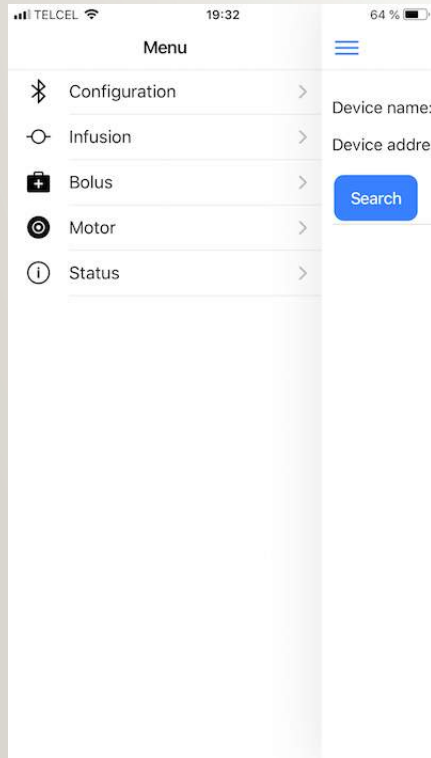 TELCEL 19:32 64 %
Menu
Configuration
Infusion
Bolus
Motor
Status
Device name:
Device addre
Search